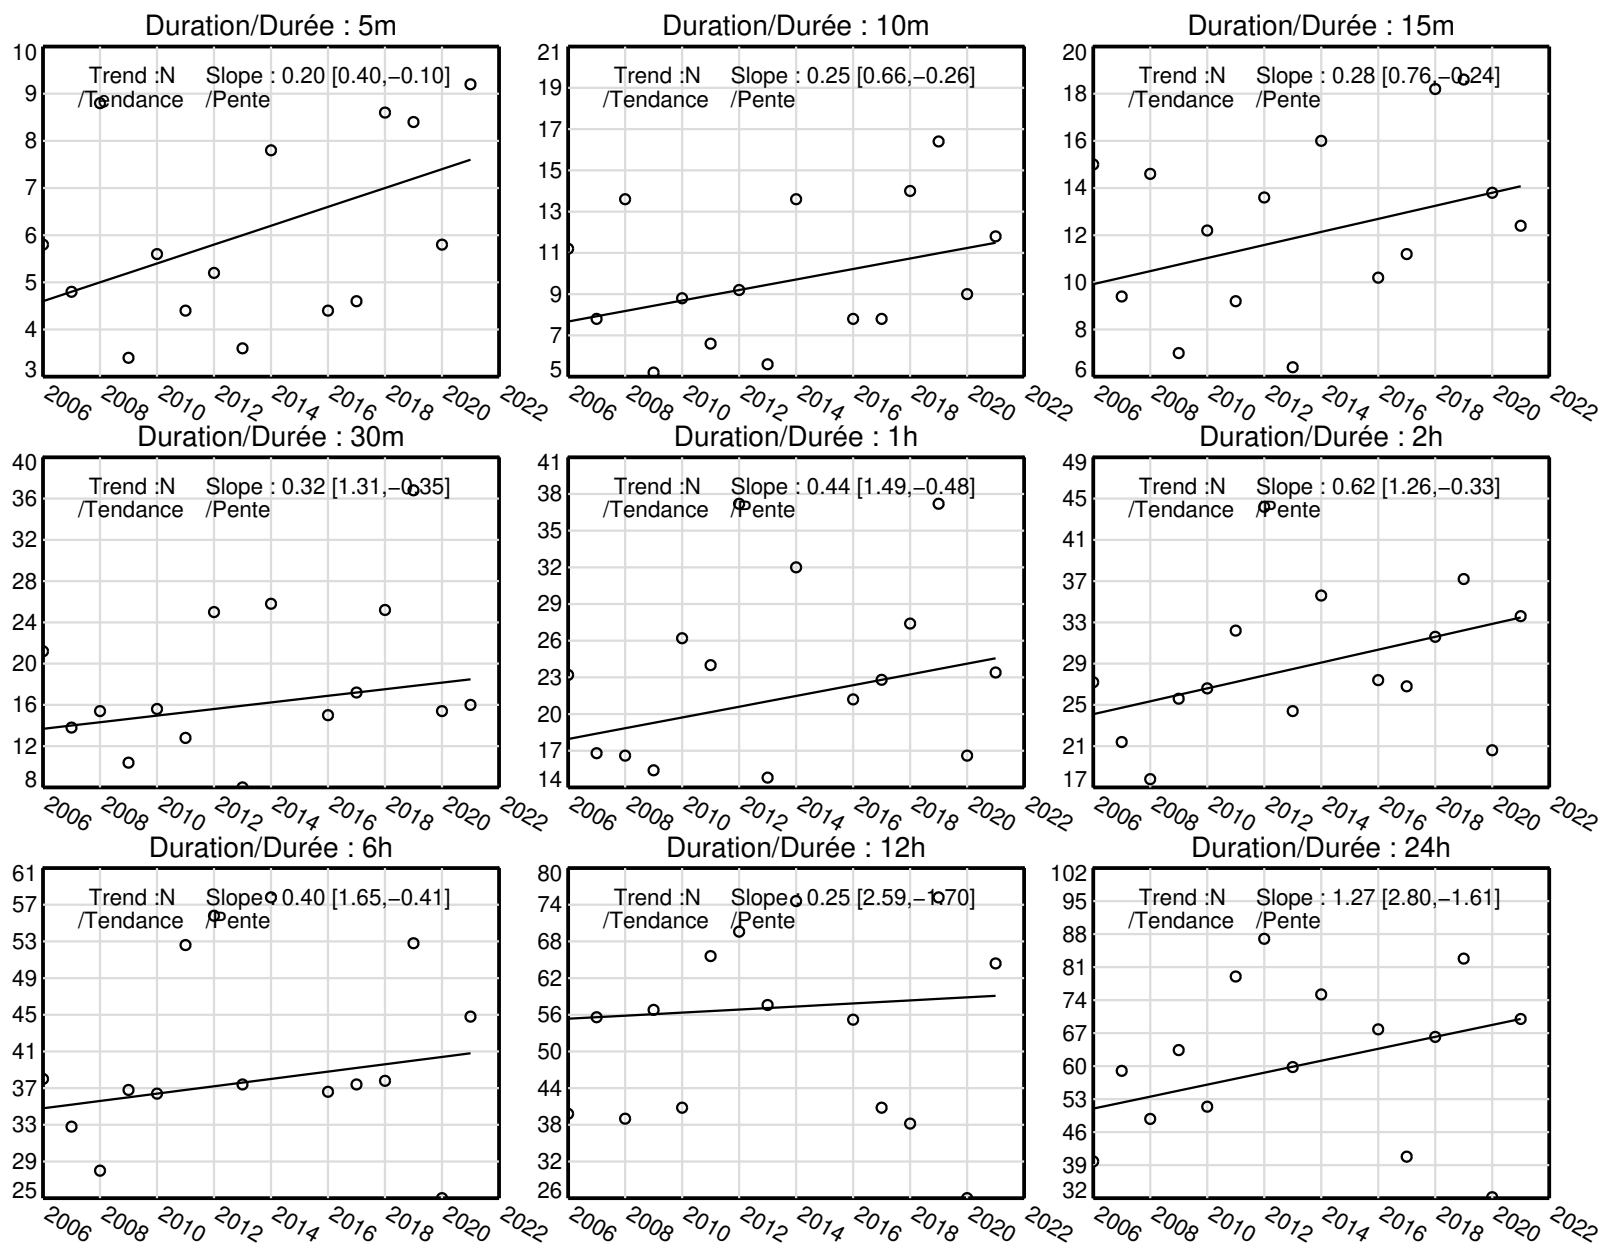 Duration/Durée : 5m
10
9
8
7
6
5
4
3
Trend :N Slope : 0.20 [0.40,−0.10]
/Tendance /Pente
2006 2008 2010 2012 2014 2016 2018 2020 2022
Duration/Durée : 10m
21
19
17
15
13
11
9
7
5
Trend :N Slope : 0.25 [0.66,−0.26]
/Tendance /Pente
2006 2008 2010 2012 2014 2016 2018 2020 2022
Duration/Durée : 15m
20
18
16
14
12
10
8
6
Trend :N Slope : 0.28 [0.76,−0.24]
/Tendance /Pente
2006 2008 2010 2012 2014 2016 2018 2020 2022
Duration/Durée : 30m
40
36
32
28
24
20
16
12
8
Trend :N Slope : 0.32 [1.31,−0.35]
/Tendance /Pente
2006 2008 2010 2012 2014 2016 2018 2020 2022
Duration/Durée : 1h
41
38
35
32
29
26
23
20
17
14
Trend :N Slope : 0.44 [1.49,−0.48]
/Tendance /Pente
2006 2008 2010 2012 2014 2016 2018 2020 2022
Duration/Durée : 2h
49
45
41
37
33
29
25
21
17
Trend :N Slope : 0.62 [1.26,−0.33]
/Tendance /Pente
2006 2008 2010 2012 2014 2016 2018 2020 2022
Duration/Durée : 6h
61
57
53
49
45
41
37
33
29
25
Trend :N Slope : 0.40 [1.65,−0.41]
/Tendance /Pente
2006 2008 2010 2012 2014 2016 2018 2020 2022
Duration/Durée : 12h
80
74
68
62
56
50
44
38
32
26
Trend :N Slope : 0.25 [2.59,−1.70]
/Tendance /Pente
2006 2008 2010 2012 2014 2016 2018 2020 2022
Duration/Durée : 24h
102
95
88
81
74
67
60
53
46
39
32
Trend :N Slope : 1.27 [2.80,−1.61]
/Tendance /Pente
2006 2008 2010 2012 2014 2016 2018 2020 2022